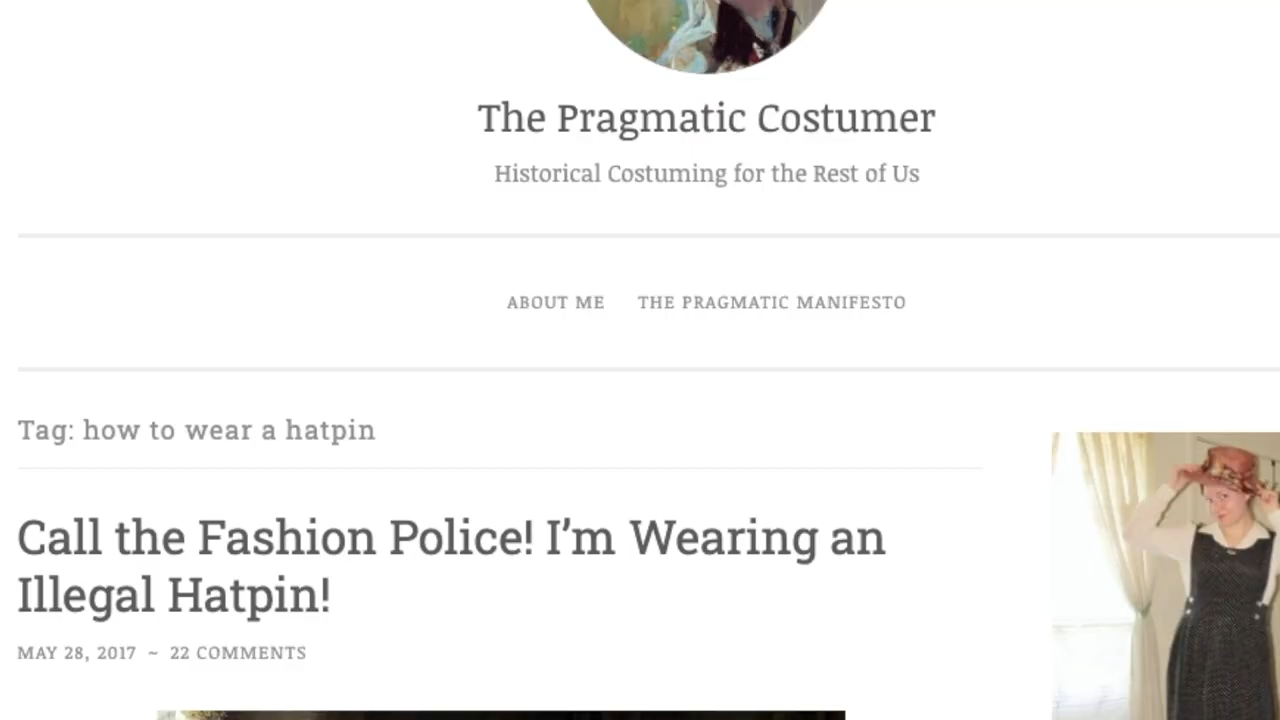 The Pragmatic Costumer
Historical Costuming for the Rest of Us
ABOUT ME THE PRAGMATIC MANIFESTO
Tag: how to wear a hatpin
Call the Fashion Police! I’m Wearing an
Illegal Hatpin!
MAY 28, 2017 ~ 22 COMMENTS